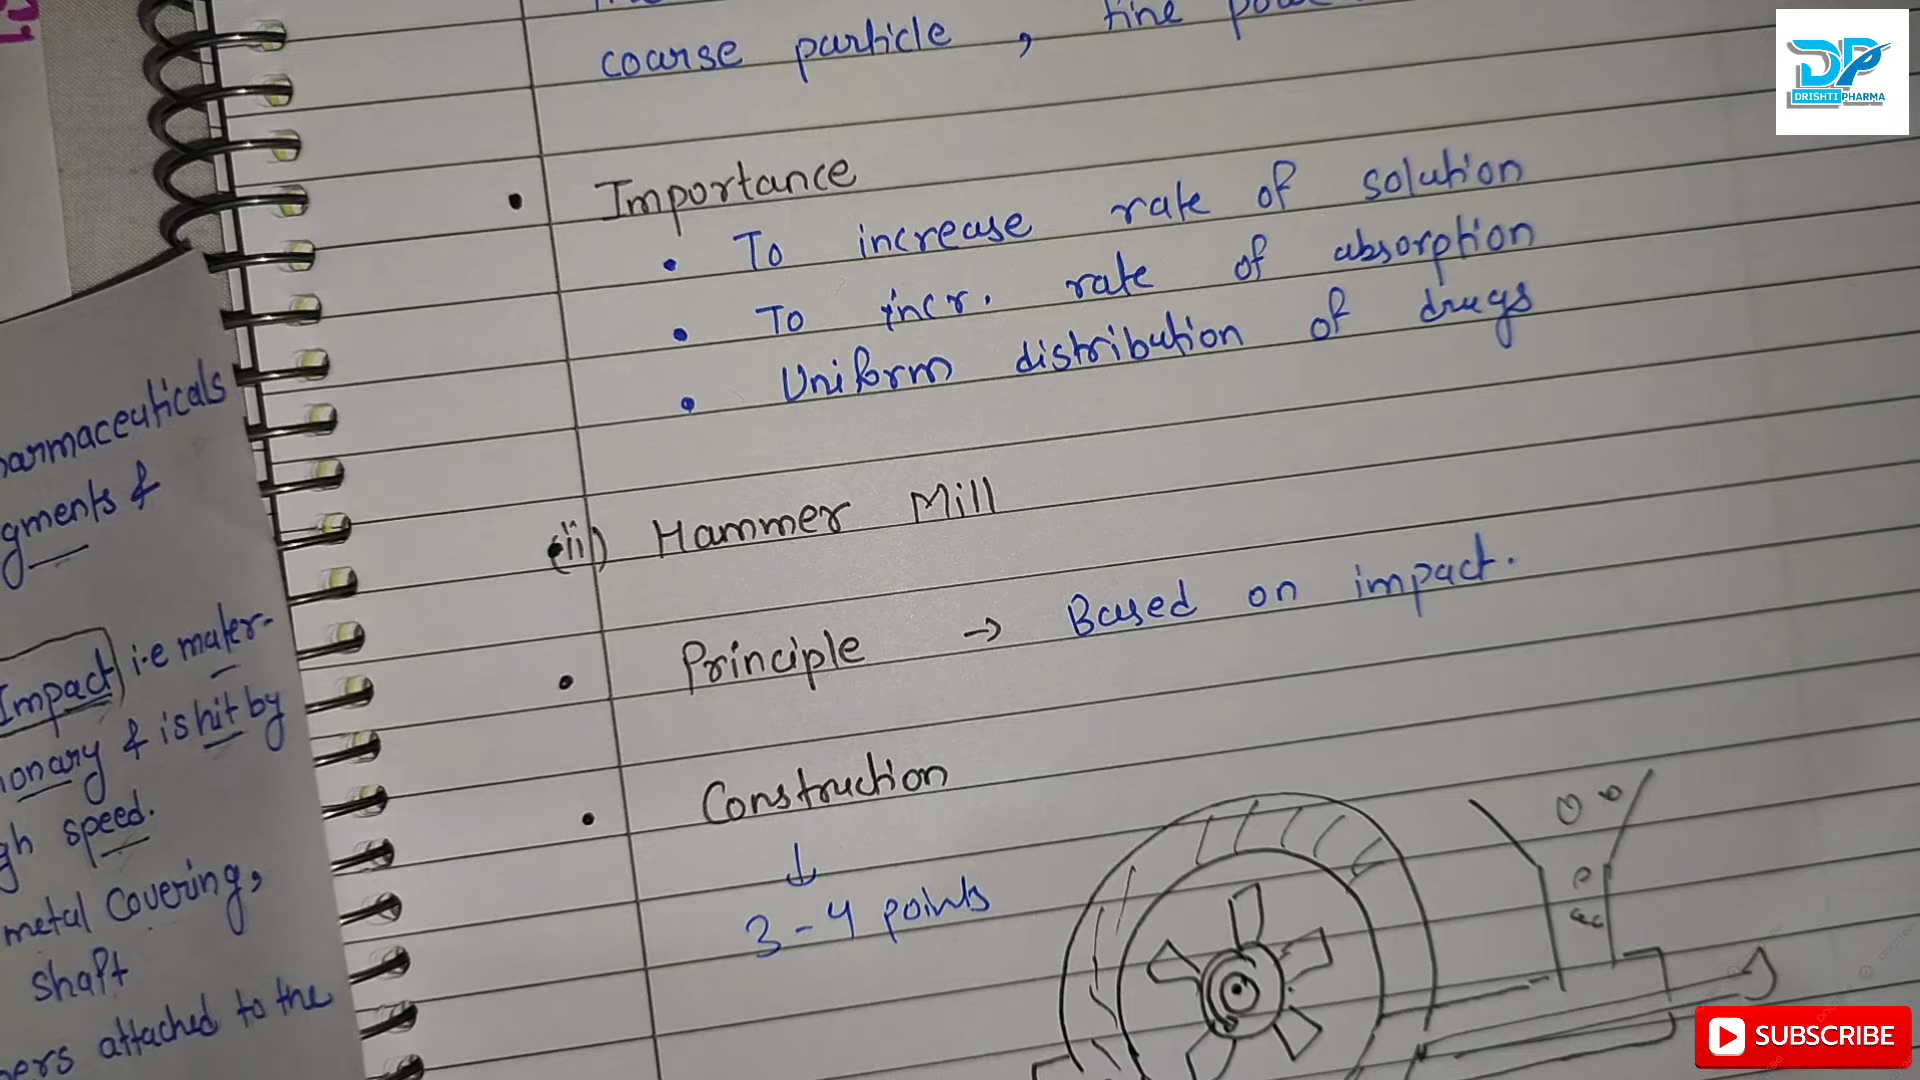 coarse particle , fine
• Importance
• To increase rate of solution
• To incr. rate of absorption
• Uniform distribution of drugs
(ii) Hammer Mill
• Principle → Based on impact.
• Construction
↓
3-4 points
armaceuticals
gments &
Impact i.e mater-
onary & is hit by
gh speed.
metal covering,
shaft
ers attached to the
DP
DRISHTI PHARMA
SUBSCRIBE